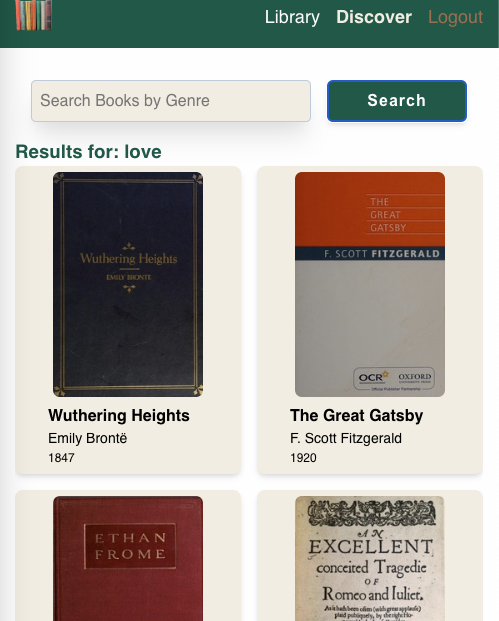 Library Discover Logout
Search Books by Genre
Search
Results for: love
Wuthering Heights
EMILY BRONTË
THE
GREAT
GATSBY
F. SCOTT FITZGERALD
OCR
OXFORD
Wuthering Heights
Emily Brontë
1847
The Great Gatsby
F. Scott Fitzgerald
1920
ETHAN
FROME
AN
EXCELLENT
conceited Tragedie
OF
Romeo and Iuliet.
As it hath been often (with great applause)
plaid publiquely, by the right Ho-